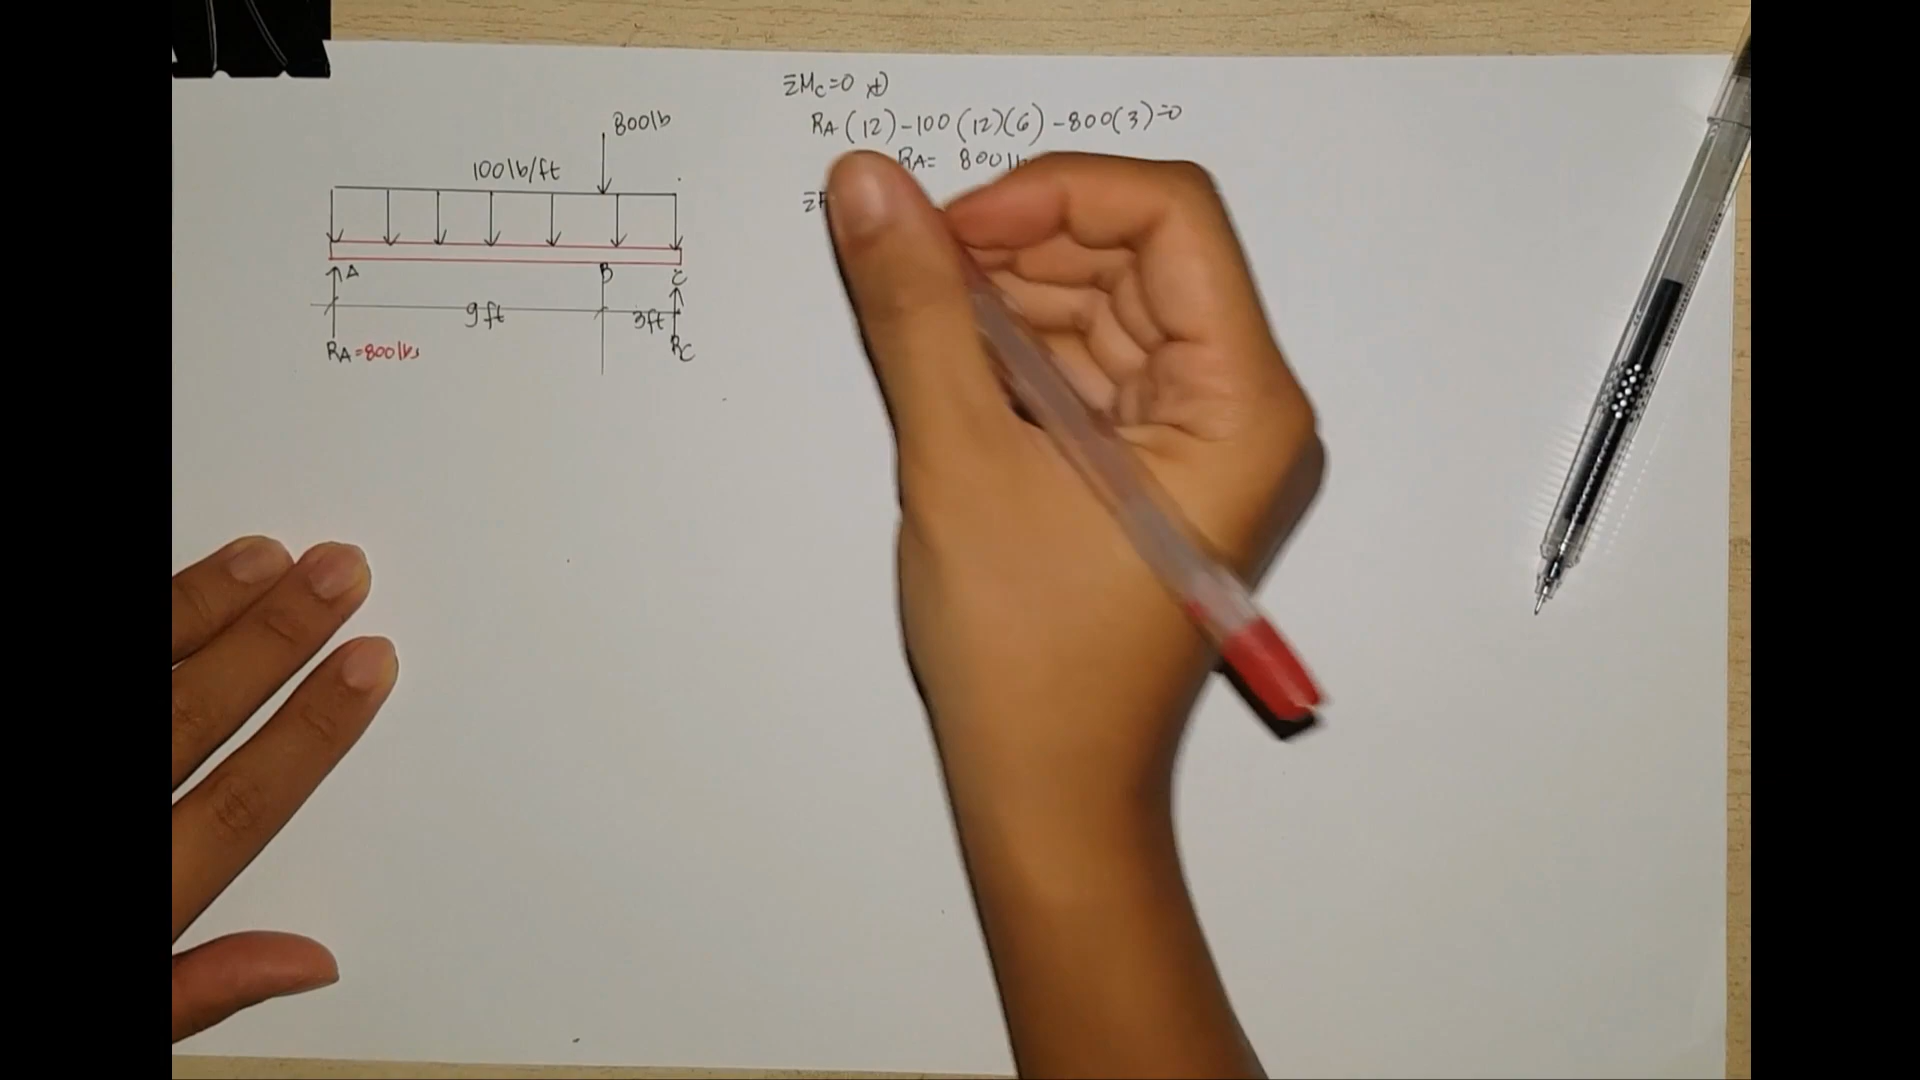 800lb
100lb/ft
A B C
9ft 3ft
RA=800lbs RC
ΣMC=0
RA(12)-100(12)(6)-800(3)=0
RA= 800lb